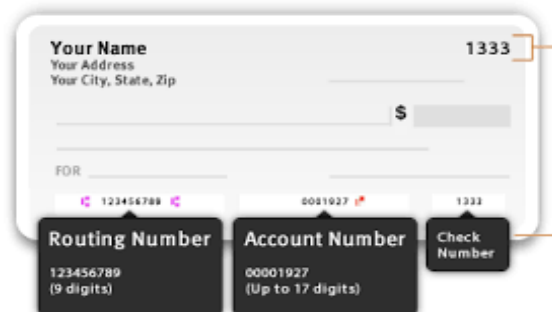 Your Name 1333
Your Address
Your City, State, Zip
$
FOR
⑆ 123456789 ⑆ 0001927 ⑈ 1333
Routing Number Account Number Check Number
123456789 00001927
(9 digits) (Up to 17 digits)